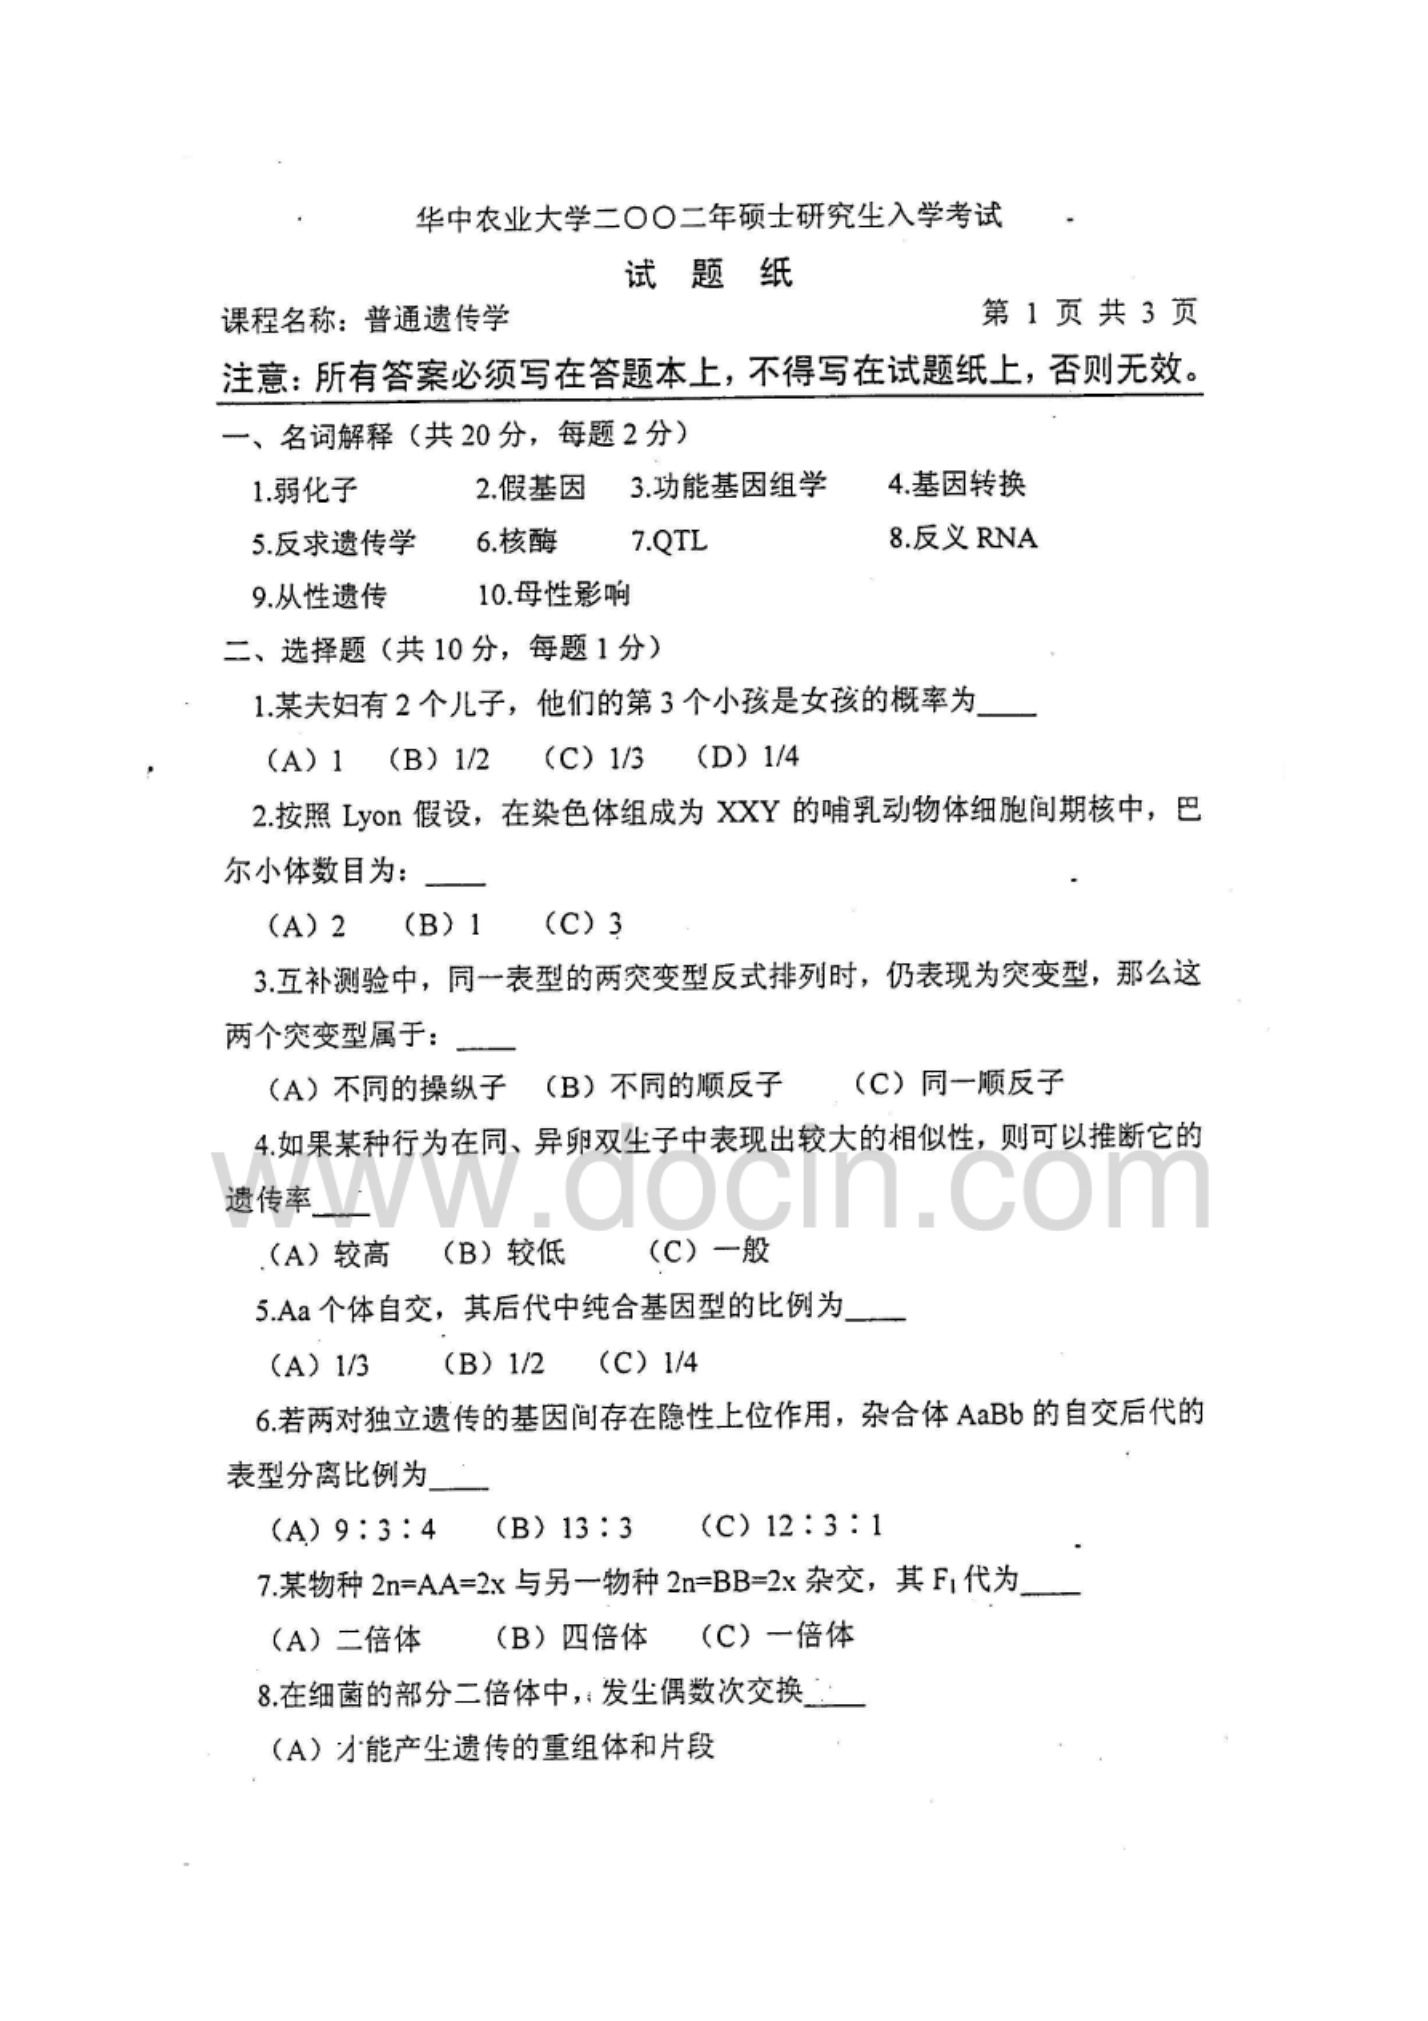 华中农业大学二〇〇二年硕士研究生入学考试
试 题 纸
课程名称：普通遗传学 第 1 页 共 3 页
注意：所有答案必须写在答题本上，不得写在试题纸上，否则无效。
一、名词解释（共 20 分，每题 2 分）
1.弱化子 2.假基因 3.功能基因组学 4.基因转换
5.反求遗传学 6.核酶 7.QTL 8.反义 RNA
9.从性遗传 10.母性影响
二、选择题（共 10 分，每题 1 分）
1.某夫妇有 2 个儿子，他们的第 3 个小孩是女孩的概率为____
（A）1 （B）1/2 （C）1/3 （D）1/4
2.按照 Lyon 假设，在染色体组成为 XXY 的哺乳动物体细胞间期核中，巴
尔小体数目为：____
（A）2 （B）1 （C）3
3.互补测验中，同一表型的两突变型反式排列时，仍表现为突变型，那么这
两个突变型属于：____
（A）不同的操纵子 （B）不同的顺反子 （C）同一顺反子
4.如果某种行为在同、异卵双生子中表现出较大的相似性，则可以推断它的
遗传率____
（A）较高 （B）较低 （C）一般
5.Aa 个体自交，其后代中纯合基因型的比例为____
（A）1/3 （B）1/2 （C）1/4
6.若两对独立遗传的基因间存在隐性上位作用，杂合体 AaBb 的自交后代的
表型分离比例为____
（A）9∶3∶4 （B）13∶3 （C）12∶3∶1
7.某物种 2n=AA=2x 与另一物种 2n=BB=2x 杂交，其 F₁代为____
（A）二倍体 （B）四倍体 （C）一倍体
8.在细菌的部分二倍体中，发生偶数次交换____
（A）才能产生遗传的重组体和片段
www.docin.com